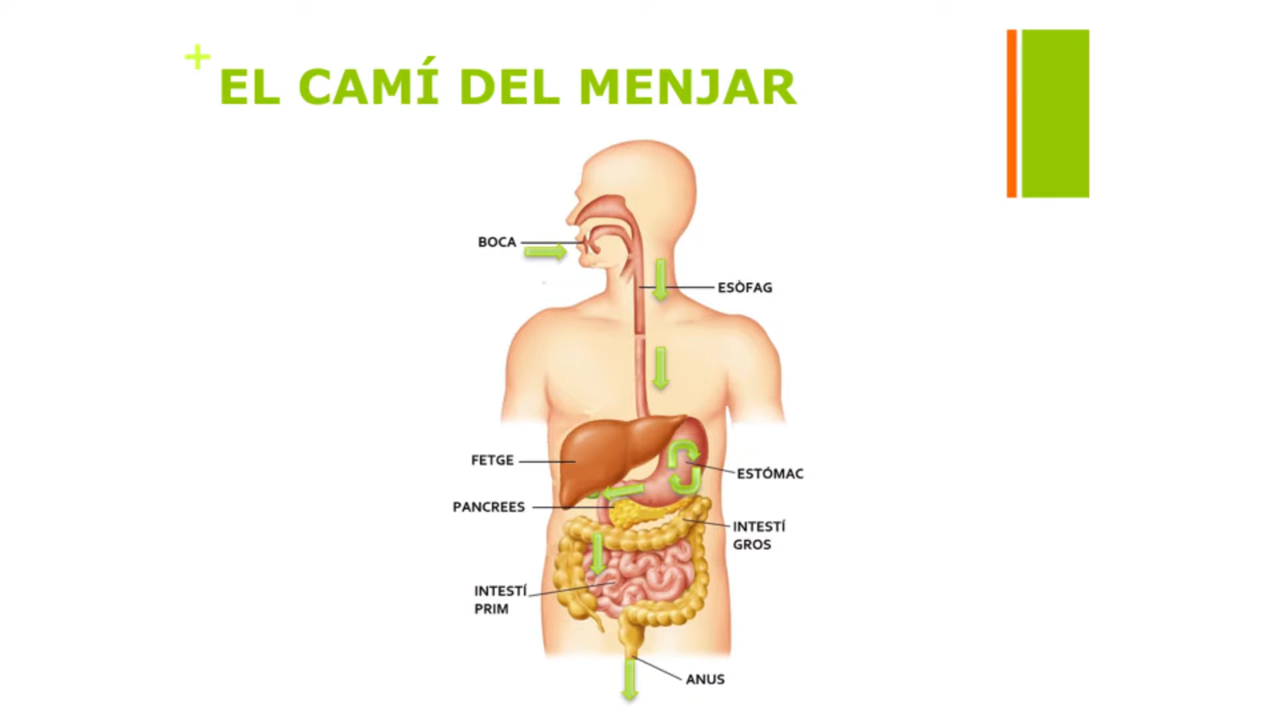 +
EL CAMÍ DEL MENJAR
BOCA
ESÒFAG
FETGE
ESTÓMAC
PANCREES
INTESTÍ
GROS
INTESTÍ
PRIM
ANUS